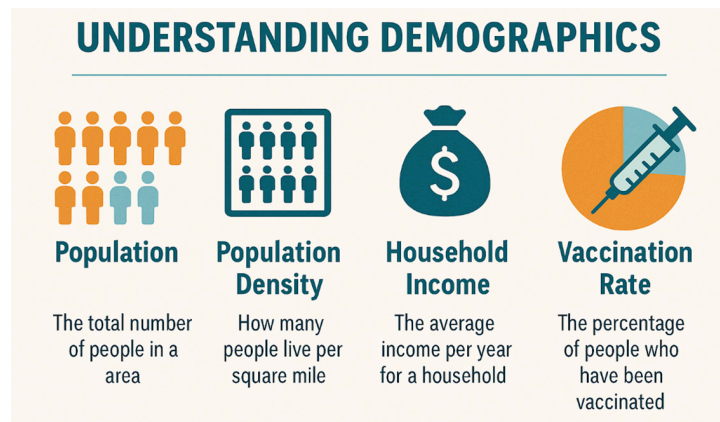 UNDERSTANDING DEMOGRAPHICS
Population
The total number
of people in a
area
Population
Density
How many
people live per
square mile
$
Household
Income
The average
income per year
for a household
Vaccination
Rate
The percentage
of people who
have been
vaccinated